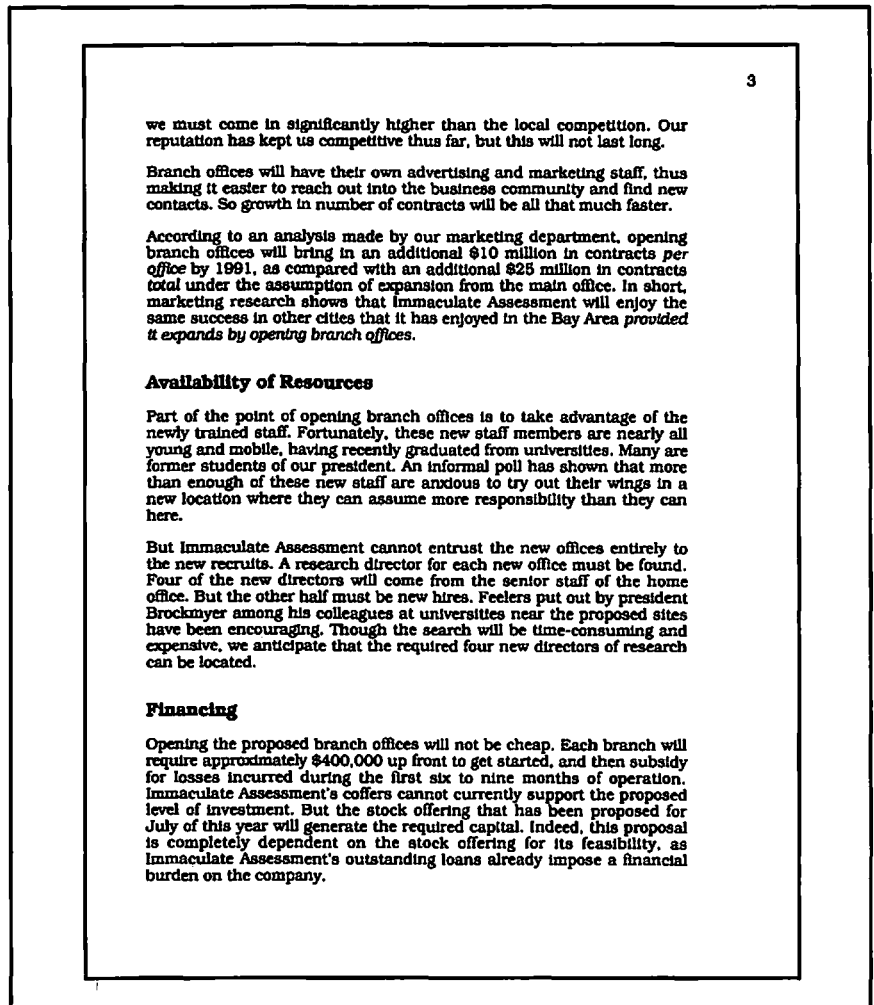 3
we must come in significantly higher than the local competition. Our
reputation has kept us competitive thus far, but this will not last long.
Branch offices will have their own advertising and marketing staff, thus
making it easier to reach out into the business community and find new
contacts. So growth in number of contracts will be all that much faster.
According to an analysis made by our marketing department, opening
branch offices will bring in an additional $10 million in contracts per
office by 1991, as compared with an additional $25 million in contracts
total under the assumption of expansion from the main office. In short,
marketing research shows that Immaculate Assessment will enjoy the
same success in other cities that it has enjoyed in the Bay Area provided
it expands by opening branch offices.
Availability of Resources
Part of the point of opening branch offices is to take advantage of the
newly trained staff. Fortunately, these new staff members are nearly all
young and mobile, having recently graduated from universities. Many are
former students of our president. An informal poll has shown that more
than enough of these new staff are anxious to try out their wings in a
new location where they can assume more responsibility than they can
here.
But Immaculate Assessment cannot entrust the new offices entirely to
the new recruits. A research director for each new office must be found.
Four of the new directors will come from the senior staff of the home
office. But the other half must be new hires. Feelers put out by president
Brockmyer among his colleagues at universities near the proposed sites
have been encouraging. Though the search will be time-consuming and
expensive, we anticipate that the required four new directors of research
can be located.
Financing
Opening the proposed branch offices will not be cheap. Each branch will
require approximately $400,000 up front to get started, and then subsidy
for losses incurred during the first six to nine months of operation.
Immaculate Assessment's coffers cannot currently support the proposed
level of investment. But the stock offering that has been proposed for
July of this year will generate the required capital. Indeed, this proposal
is completely dependent on the stock offering for its feasibility, as
Immaculate Assessment's outstanding loans already impose a financial
burden on the company.